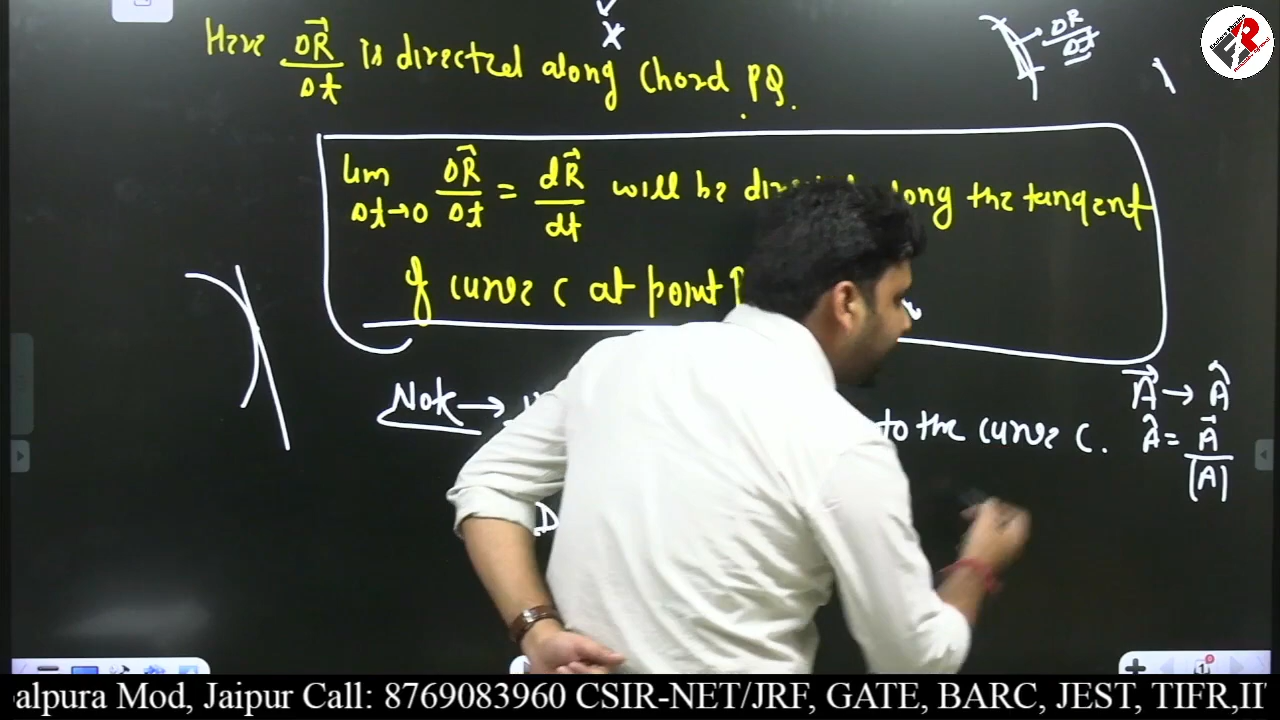 Here ΔR⃗/Δt is directed along chord PQ.
ΔR/Δt
lim Δt→0 ΔR⃗/Δt = dR⃗/dt will be along the tangent
of curve C at point
Note → to the curve C.
A⃗ → Â
Â = A⃗/|A|
D
alpura Mod, Jaipur Call: 8769083960 CSIR-NET/JRF, GATE, BARC, JEST, TIFR,II